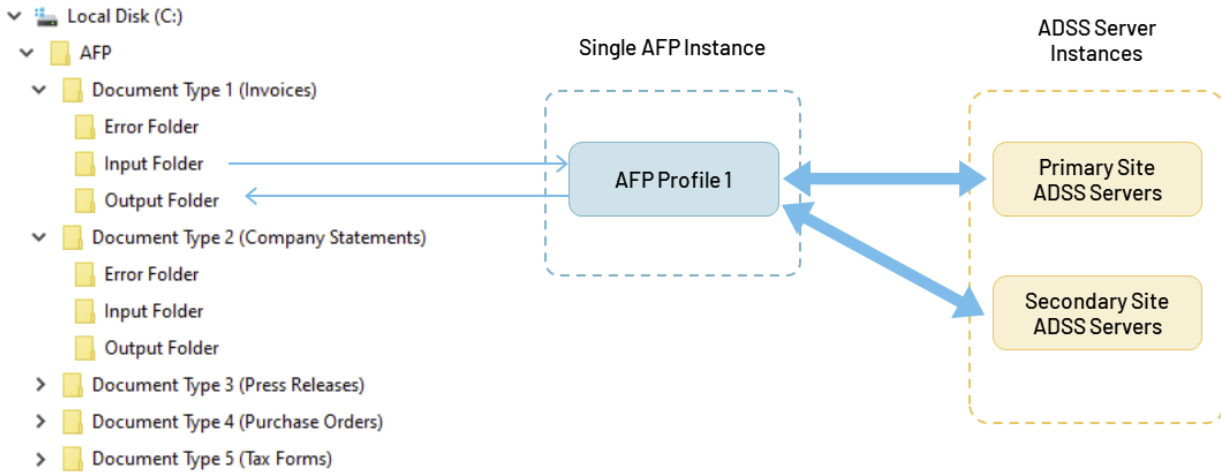 Local Disk (C:)
AFP
Document Type 1 (Invoices)
Error Folder
Input Folder
Output Folder
Document Type 2 (Company Statements)
Error Folder
Input Folder
Output Folder
Document Type 3 (Press Releases)
Document Type 4 (Purchase Orders)
Document Type 5 (Tax Forms)
Single AFP Instance
AFP Profile 1
ADSS Server
Instances
Primary Site
ADSS Servers
Secondary Site
ADSS Servers